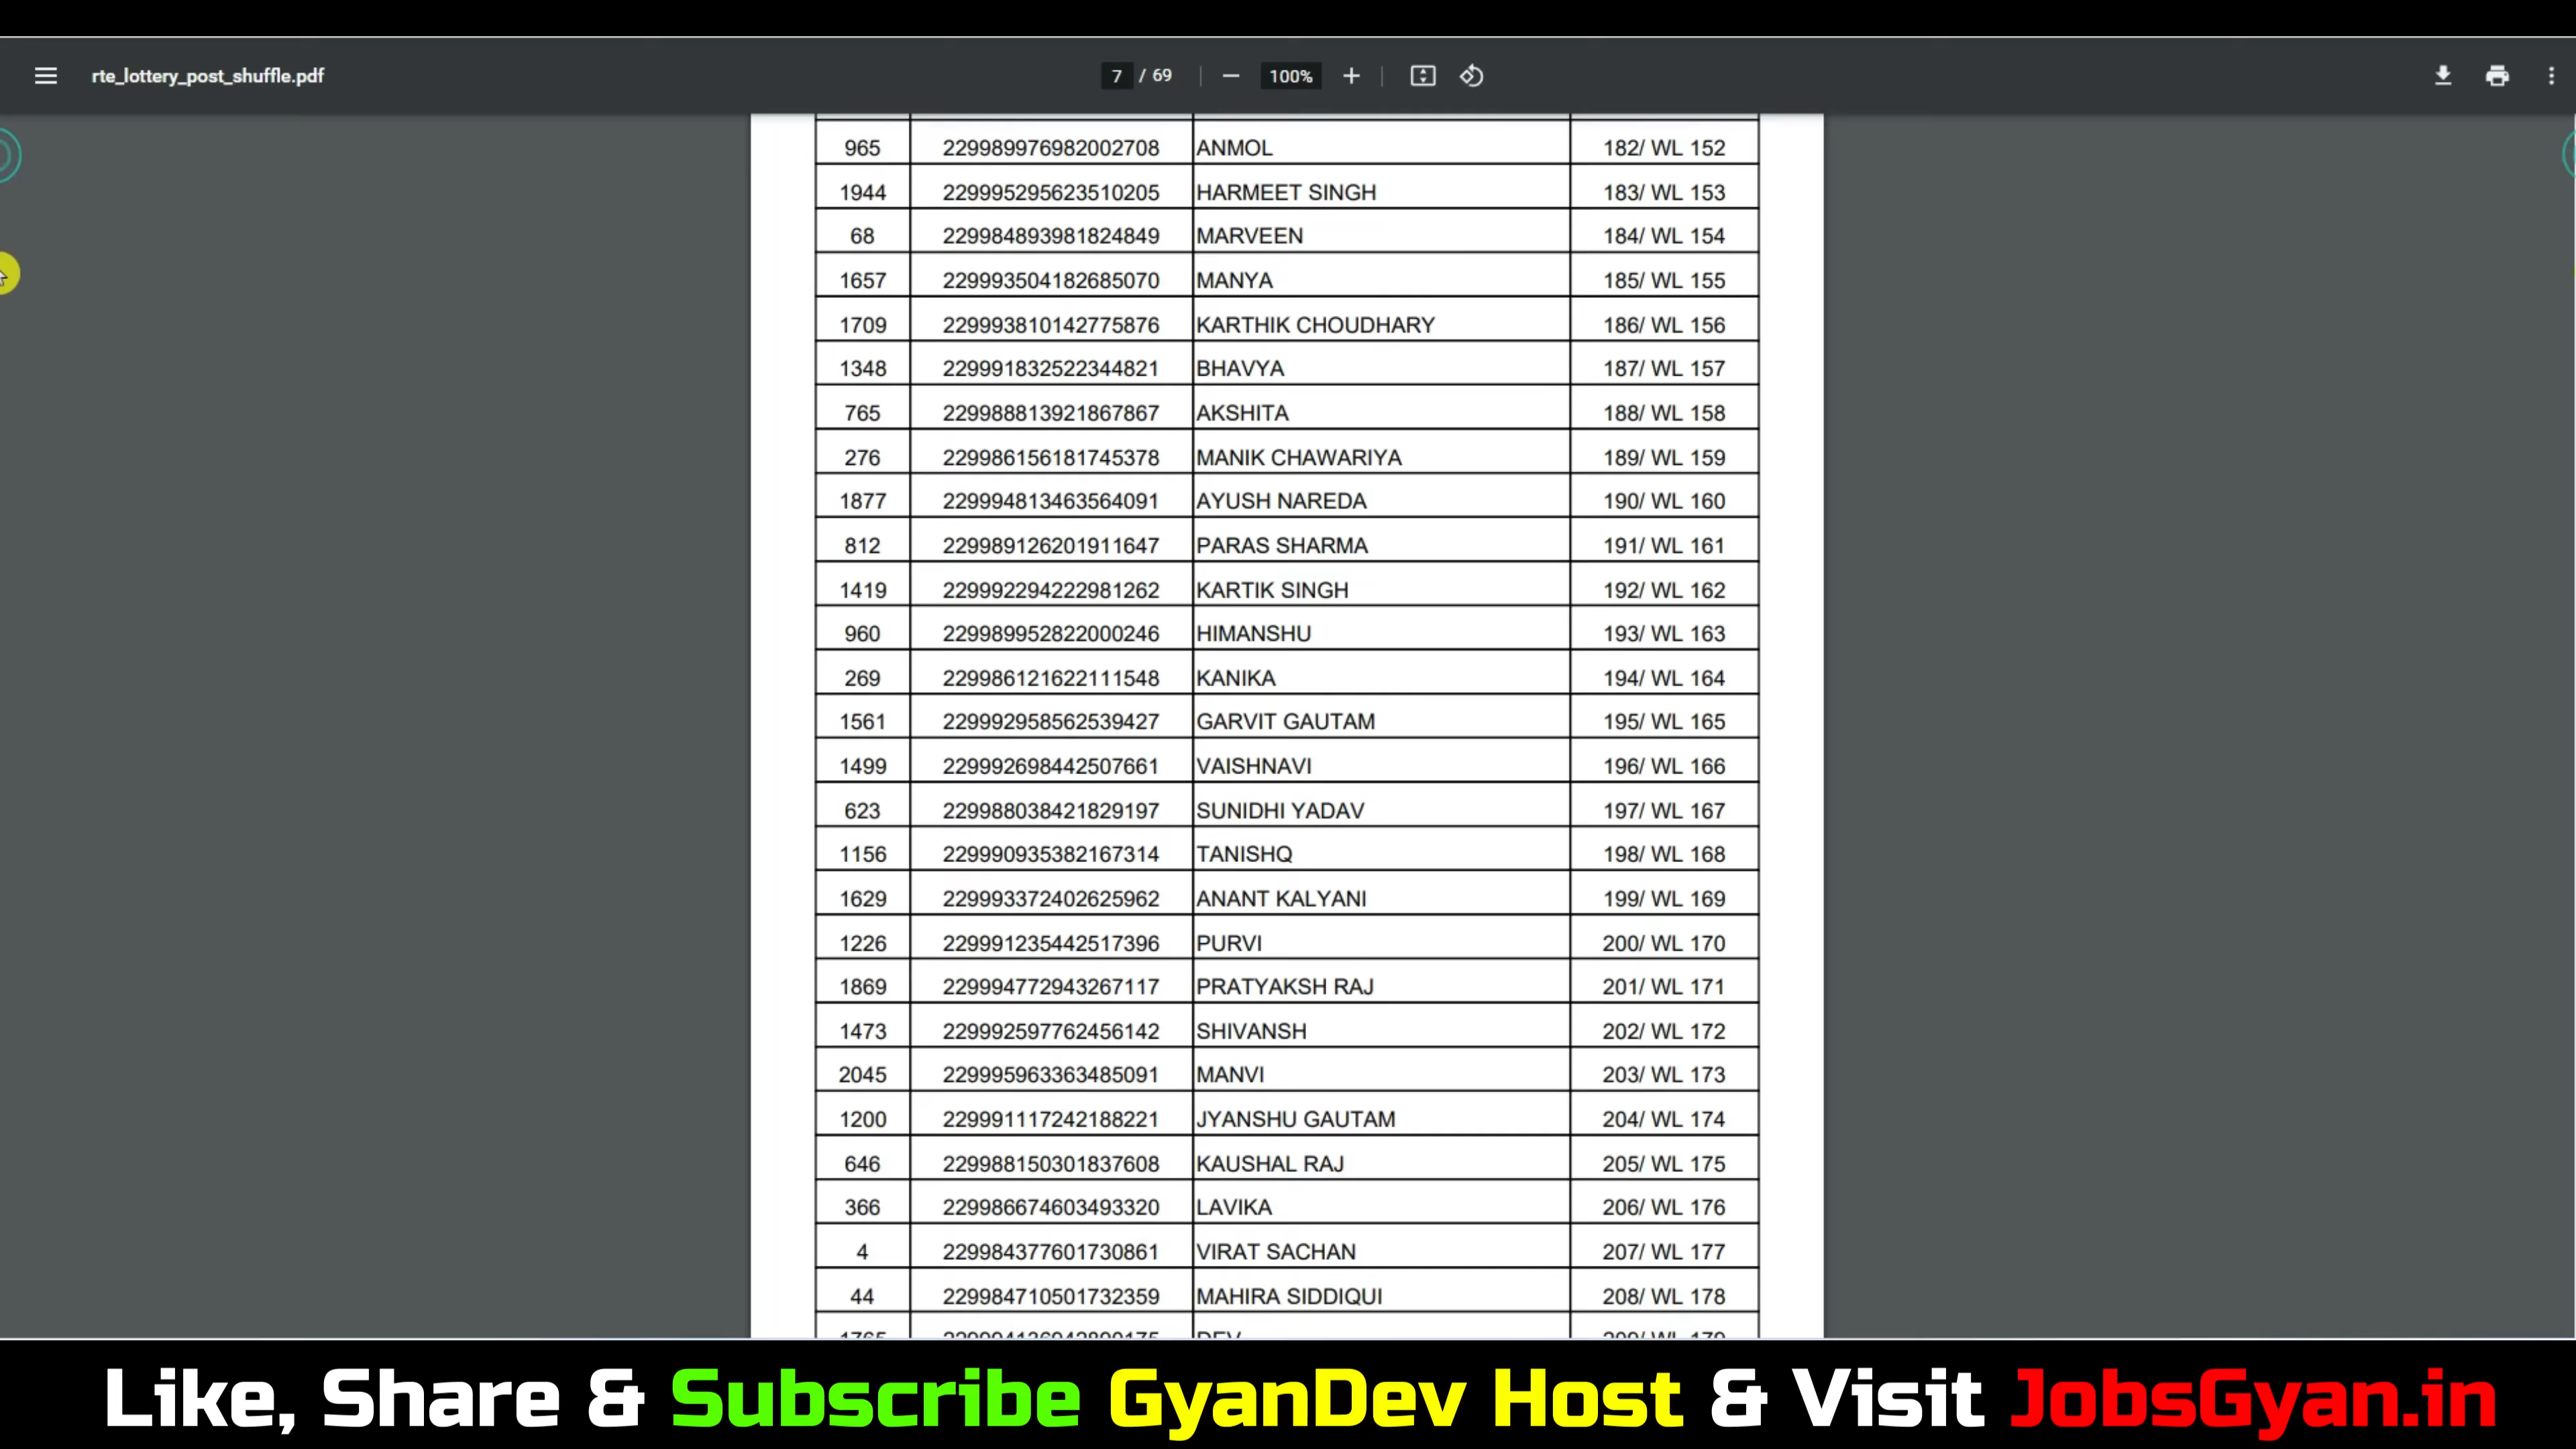 rte_lottery_post_shuffle.pdf 7 / 69 100%
965 229989976982002708 ANMOL 182/ WL 152
1944 229995295623510205 HARMEET SINGH 183/ WL 153
68 229984893981824849 MARVEEN 184/ WL 154
1657 229993504182685070 MANYA 185/ WL 155
1709 229993810142775876 KARTHIK CHOUDHARY 186/ WL 156
1348 229991832522344821 BHAVYA 187/ WL 157
765 229988813921867867 AKSHITA 188/ WL 158
276 229986156181745378 MANIK CHAWARIYA 189/ WL 159
1877 229994813463564091 AYUSH NAREDA 190/ WL 160
812 229989126201911647 PARAS SHARMA 191/ WL 161
1419 229992294222981262 KARTIK SINGH 192/ WL 162
960 229989952822000246 HIMANSHU 193/ WL 163
269 229986121622111548 KANIKA 194/ WL 164
1561 229992958562539427 GARVIT GAUTAM 195/ WL 165
1499 229992698442507661 VAISHNAVI 196/ WL 166
623 229988038421829197 SUNIDHI YADAV 197/ WL 167
1156 229990935382167314 TANISHQ 198/ WL 168
1629 229993372402625962 ANANT KALYANI 199/ WL 169
1226 229991235442517396 PURVI 200/ WL 170
1869 229994772943267117 PRATYAKSH RAJ 201/ WL 171
1473 229992597762456142 SHIVANSH 202/ WL 172
2045 229995963363485091 MANVI 203/ WL 173
1200 229991117242188221 JYANSHU GAUTAM 204/ WL 174
646 229988150301837608 KAUSHAL RAJ 205/ WL 175
366 229986674603493320 LAVIKA 206/ WL 176
4 229984377601730861 VIRAT SACHAN 207/ WL 177
44 229984710501732359 MAHIRA SIDDIQUI 208/ WL 178
DEV
Like, Share & Subscribe GyanDev Host & Visit JobsGyan.in